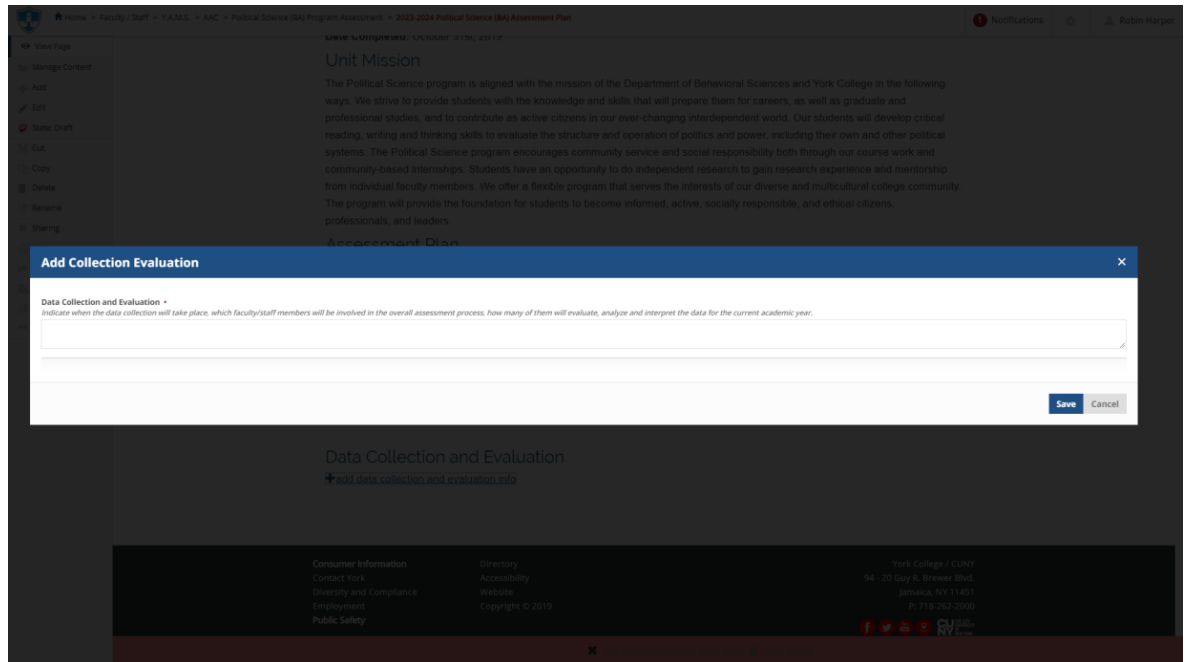 Home » Faculty / Staff » Y.A.M.S. » AAC » Political Science (BA) Program Assessment » 2023-2024 Political Science (BA) Assessment Plan
Notifications
Robin Harper
View Page
Manage Content
Add
Edit
State: Draft
Cut
Copy
Delete
Rename
Sharing
Date Completed: October 31st, 2019
Unit Mission
The Political Science program is aligned with the mission of the Department of Behavioral Sciences and York College in the following
ways. We strive to provide students with the knowledge and skills that will prepare them for careers, as well as graduate and
professional studies, and to contribute as active citizens in our ever-changing interdependent world. Our students will develop critical
reading, writing and thinking skills to evaluate the structure and operation of politics and power, including their own and other political
systems. The Political Science program encourages community service and social responsibility both through our course work and
community-based internships. Students have an opportunity to do independent research to gain research experience and mentorship
from individual faculty members. We offer a flexible program that serves the interests of our diverse and multicultural college community.
The program will provide the foundation for students to become informed, active, socially responsible, and ethical citizens,
professionals, and leaders.
Assessment Plan
Add Collection Evaluation
Data Collection and Evaluation
Indicate when the data collection will take place, which faculty/staff members will be involved in the overall assessment process, how many of them will evaluate, analyze and interpret the data for the current academic year.
Save Cancel
Data Collection and Evaluation
add data collection and evaluation info
Consumer Information
Contact York
Diversity and Compliance
Employment
Public Safety
Directory
Accessibility
Website
Copyright © 2019
York College / CUNY
94 - 20 Guy R. Brewer Blvd.
Jamaica, NY 11451
P: 718-262-2000
CUNY